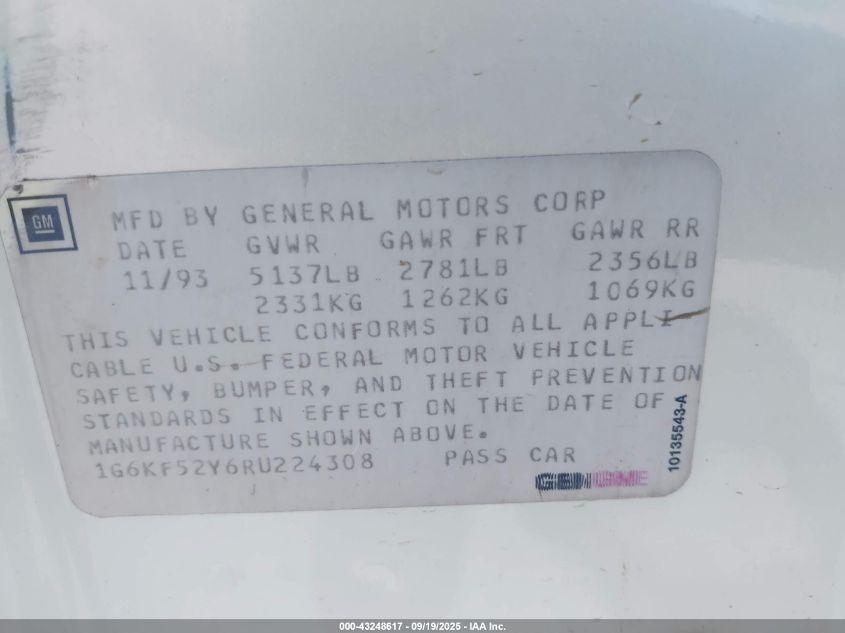 GM
MFD BY GENERAL MOTORS CORP
DATE GVWR GAWR FRT GAWR RR
11/93 5137LB 2781LB 2356LB
2331KG 1262KG 1069KG
THIS VEHICLE CONFORMS TO ALL APPLI
CABLE U.S. FEDERAL MOTOR VEHICLE
SAFETY, BUMPER, AND THEFT PREVENTION
STANDARDS IN EFFECT ON THE DATE OF
MANUFACTURE SHOWN ABOVE.
1G6KF52Y6RU224308 PASS CAR
10135543-A
000-43248617 - 09/19/2025 - IAA Inc.